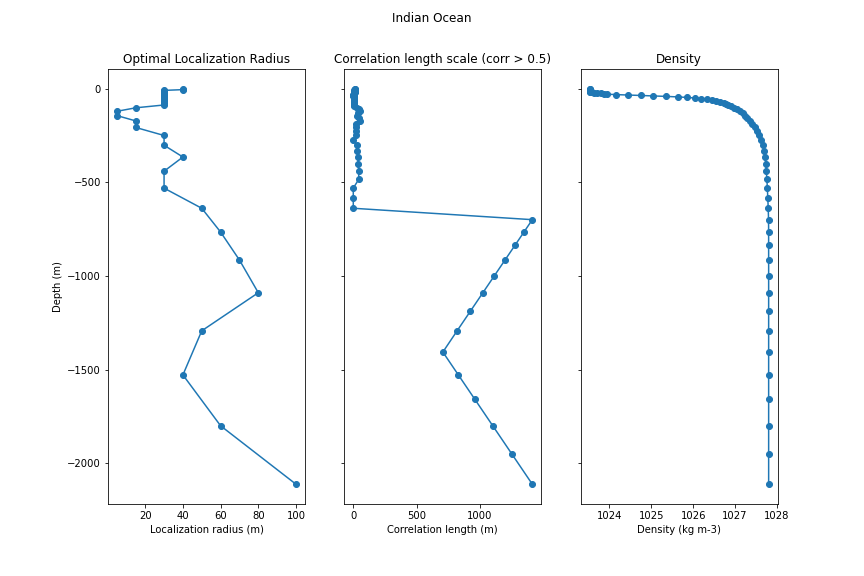 Indian Ocean
Optimal Localization Radius
Correlation length scale (corr > 0.5)
Density
0
−500
−1000
−1500
−2000
Depth (m)
20 40 60 80 100
0 500 1000
1024 1025 1026 1027 1028
Localization radius (m)
Correlation length (m)
Density (kg m-3)